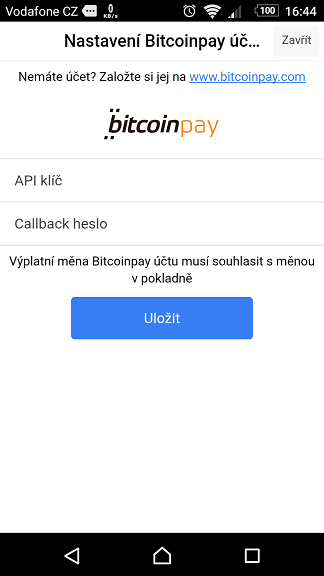 Vodafone CZ 0 KB/s 100 16:44
Nastavení Bitcoinpay úč... Zavřít
Nemáte účet? Založte si jej na www.bitcoinpay.com
bitcoinpay
API klíč
Callback heslo
Výplatní měna Bitcoinpay účtu musí souhlasit s měnou
v pokladně
Uložit